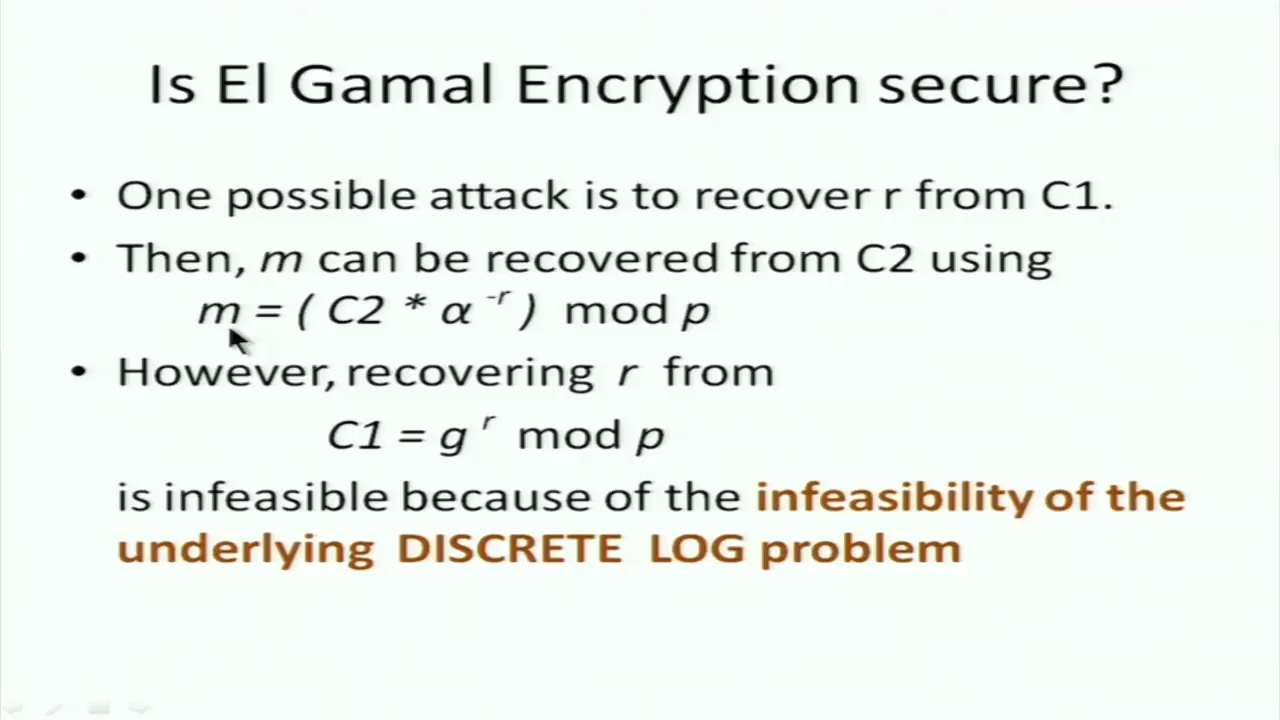 Is El Gamal Encryption secure?
• One possible attack is to recover r from C1.
• Then, m can be recovered from C2 using
m = ( C2 * α ⁻ʳ ) mod p
• However, recovering r from
C1 = g ʳ mod p
is infeasible because of the infeasibility of the
underlying DISCRETE LOG problem